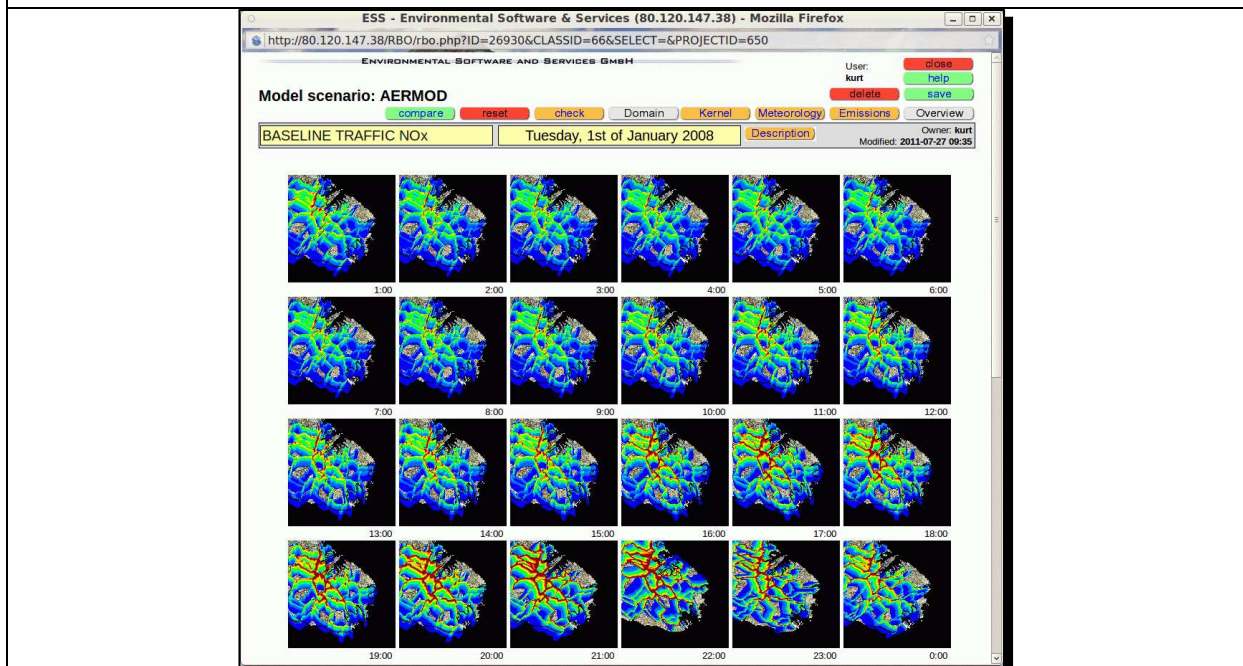 ESS - Environmental Software & Services (80.120.147.38) - Mozilla Firefox
http://80.120.147.38/RBO/rbo.php?ID=26930&CLASSID=66&SELECT=&PROJECTID=650
ENVIRONMENTAL SOFTWARE AND SERVICES GMBH
User: close
kurt help
delete save
Model scenario: AERMOD
compare reset check Domain Kernel Meteorology Emissions Overview
BASELINE TRAFFIC NOx Tuesday, 1st of January 2008 Description Owner: kurt
Modified: 2011-07-27 09:35
1:00 2:00 3:00 4:00 5:00 6:00
7:00 8:00 9:00 10:00 11:00 12:00
13:00 14:00 15:00 16:00 17:00 18:00
19:00 20:00 21:00 22:00 23:00 0:00